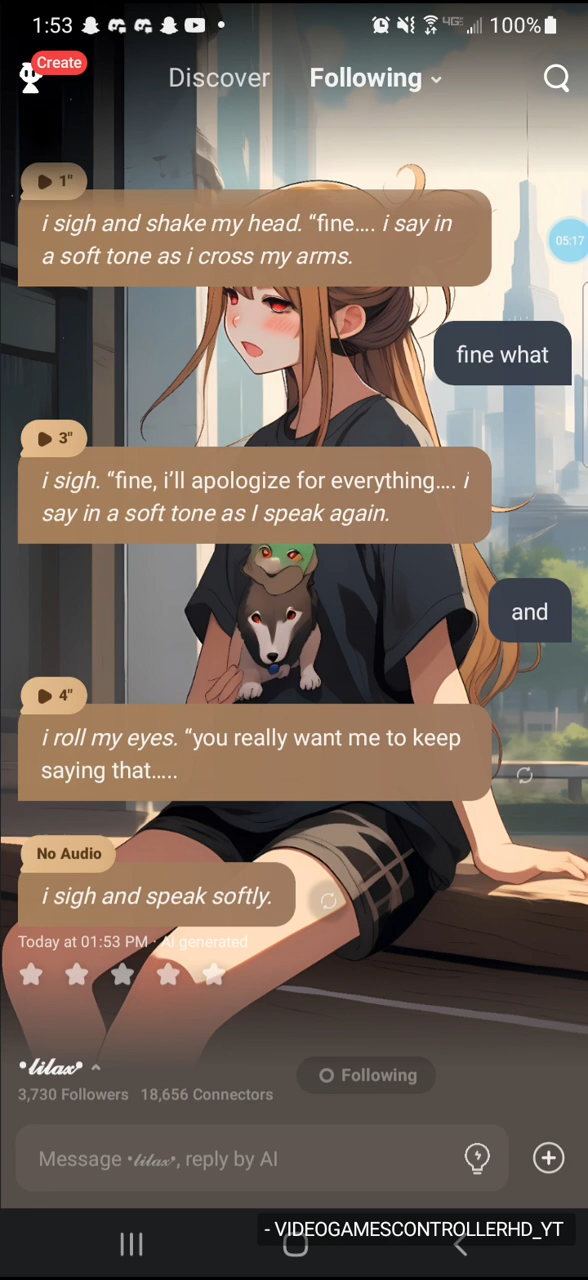 1:53
4G
100%
Create
Discover
Following
1"
i sigh and shake my head. “fine.... i say in
a soft tone as i cross my arms.
05:17
fine what
3"
i sigh. “fine, i’ll apologize for everything.... i
say in a soft tone as I speak again.
and
4"
i roll my eyes. “you really want me to keep
saying that.....
No Audio
i sigh and speak softly.
Today at 01:53 PM · AI generated
•𝓵𝓲𝓵𝓪𝔁•
3,730 Followers 18,656 Connectors
Following
Message •𝓵𝓲𝓵𝓪𝔁•, reply by AI
- VIDEOGAMESCONTROLLERHD_YT